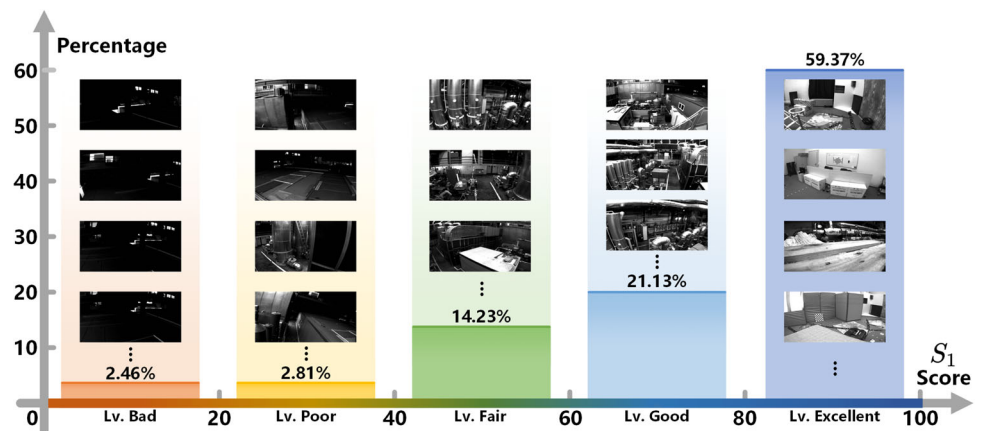 Percentage
60
50
40
30
20
10
0
59.37%
21.13%
14.23%
2.81%
2.46%
S₁
Score
Lv. Bad
20
Lv. Poor
40
Lv. Fair
60
Lv. Good
80
Lv. Excellent
100